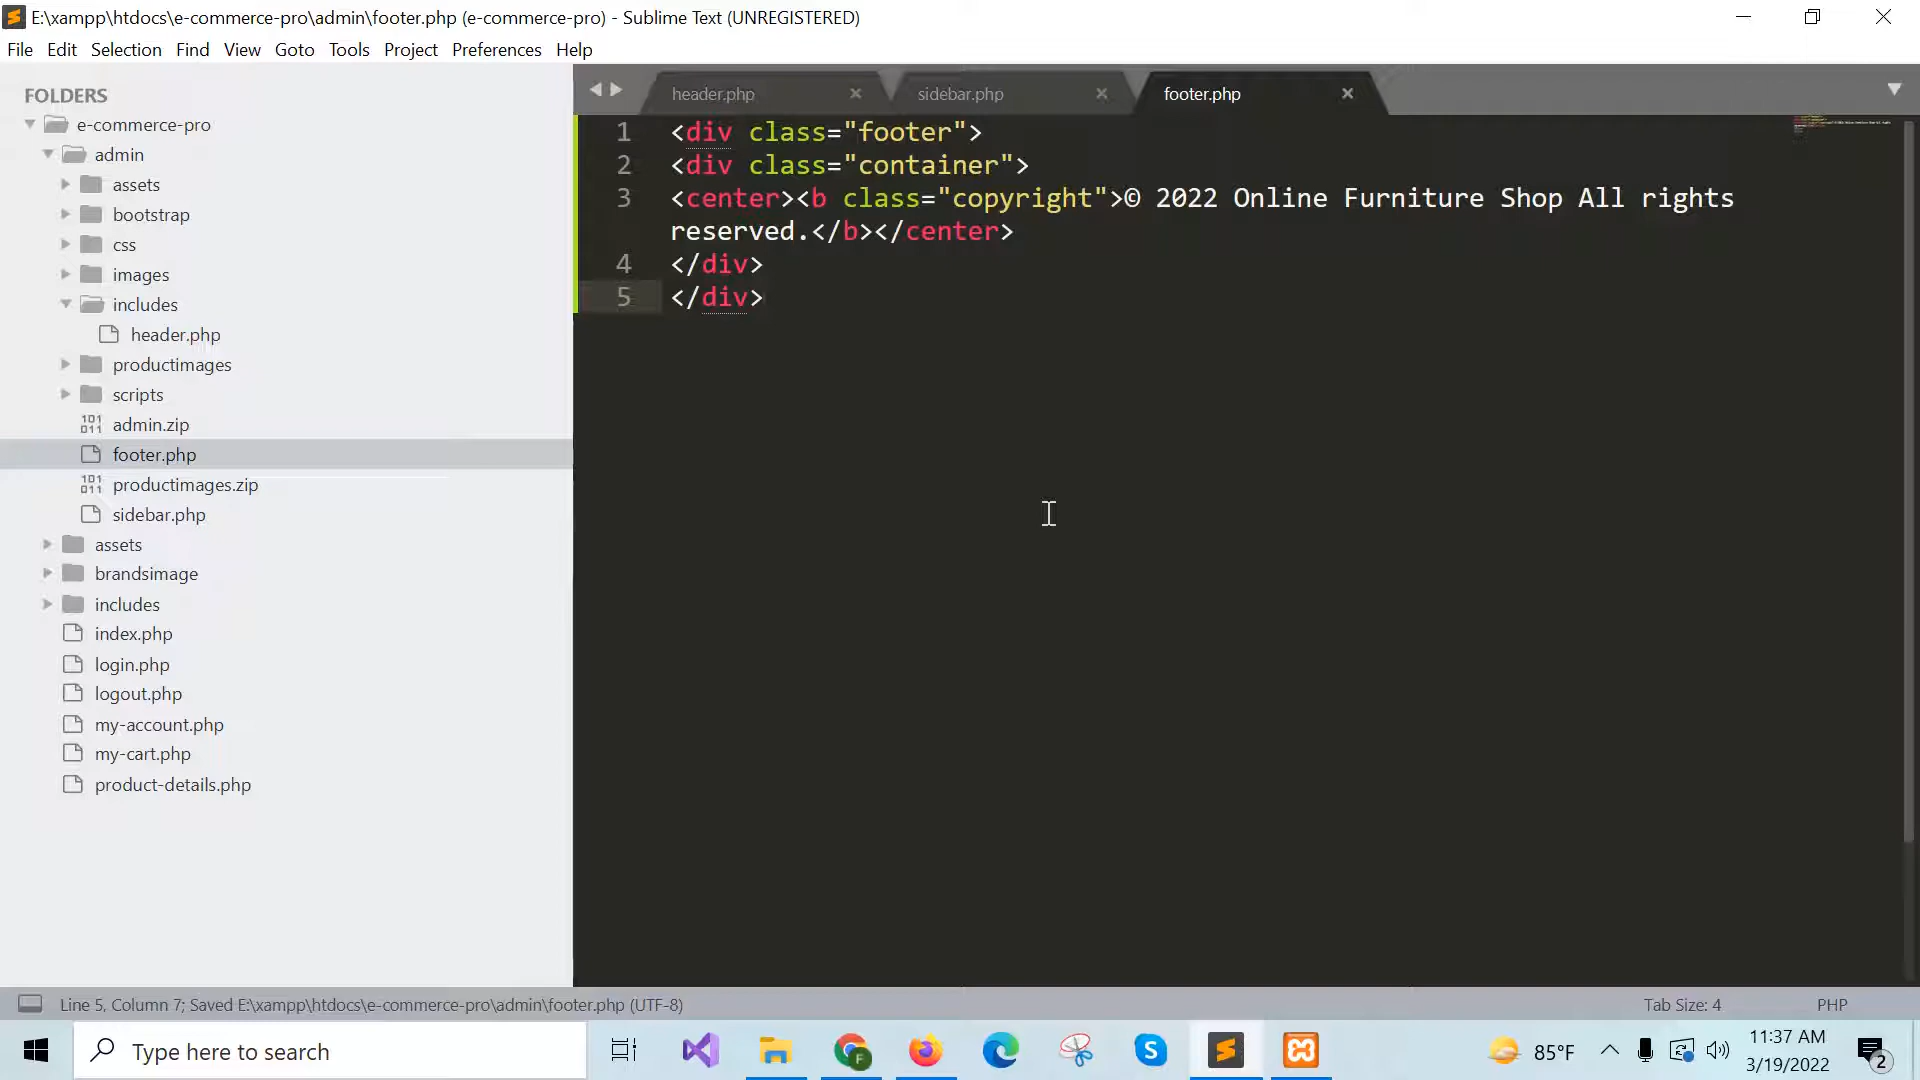 E:\xampp\htdocs\e-commerce-pro\admin\footer.php (e-commerce-pro) - Sublime Text (UNREGISTERED)
File Edit Selection Find View Goto Tools Project Preferences Help
FOLDERS
e-commerce-pro
admin
assets
bootstrap
css
images
includes
header.php
productimages
scripts
admin.zip
footer.php
productimages.zip
sidebar.php
assets
brandsimage
includes
index.php
login.php
logout.php
my-account.php
my-cart.php
product-details.php
header.php × sidebar.php × footer.php ×
1 <div class="footer">
2 <div class="container">
3 <center><b class="copyright">© 2022 Online Furniture Shop All rights
reserved.</b></center>
4 </div>
5 </div>
Line 5, Column 7; Saved E:\xampp\htdocs\e-commerce-pro\admin\footer.php (UTF-8) Tab Size: 4 PHP
Type here to search
85°F
11:37 AM
3/19/2022
2